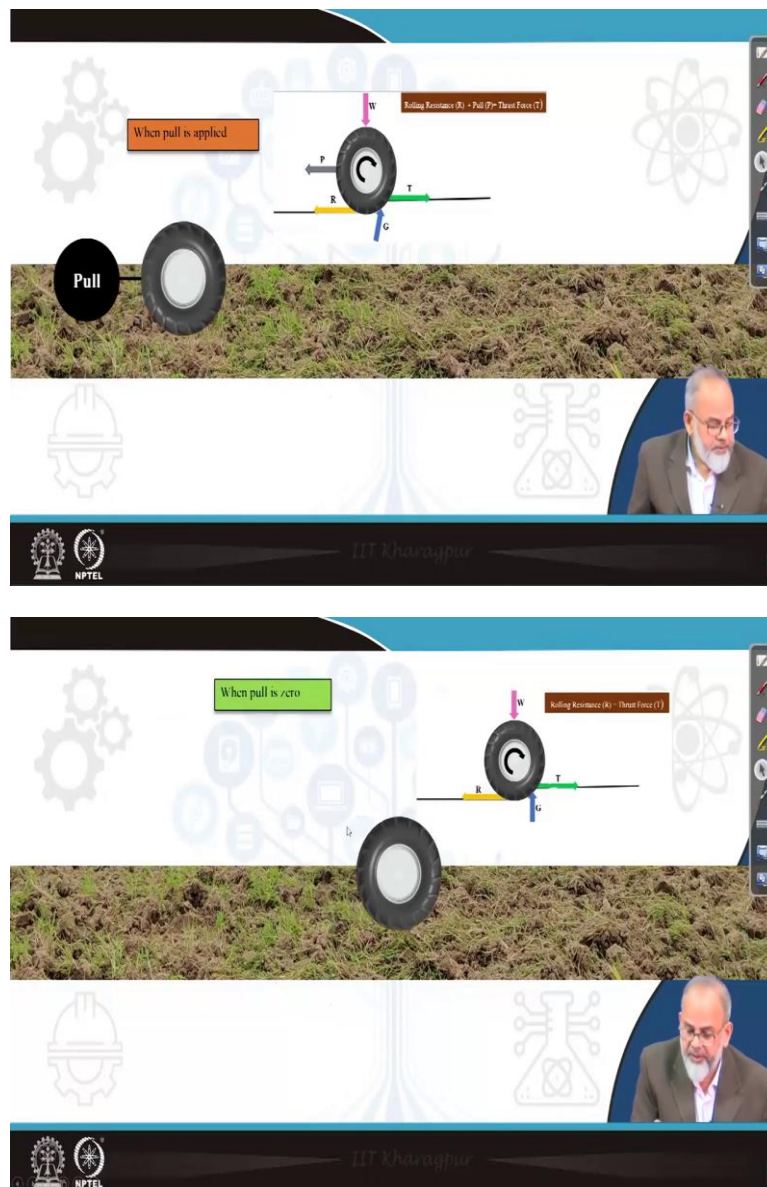 W
Rolling Resistance (R) + Pull (P)= Thrust Force (T)
When pull is applied
P
T
R
G
Pull
IIT Kharagpur
NPTEL
When pull is zero
W
Rolling Resistance (R) = Thrust Force (T)
T
R
G
IIT Kharagpur
NPTEL